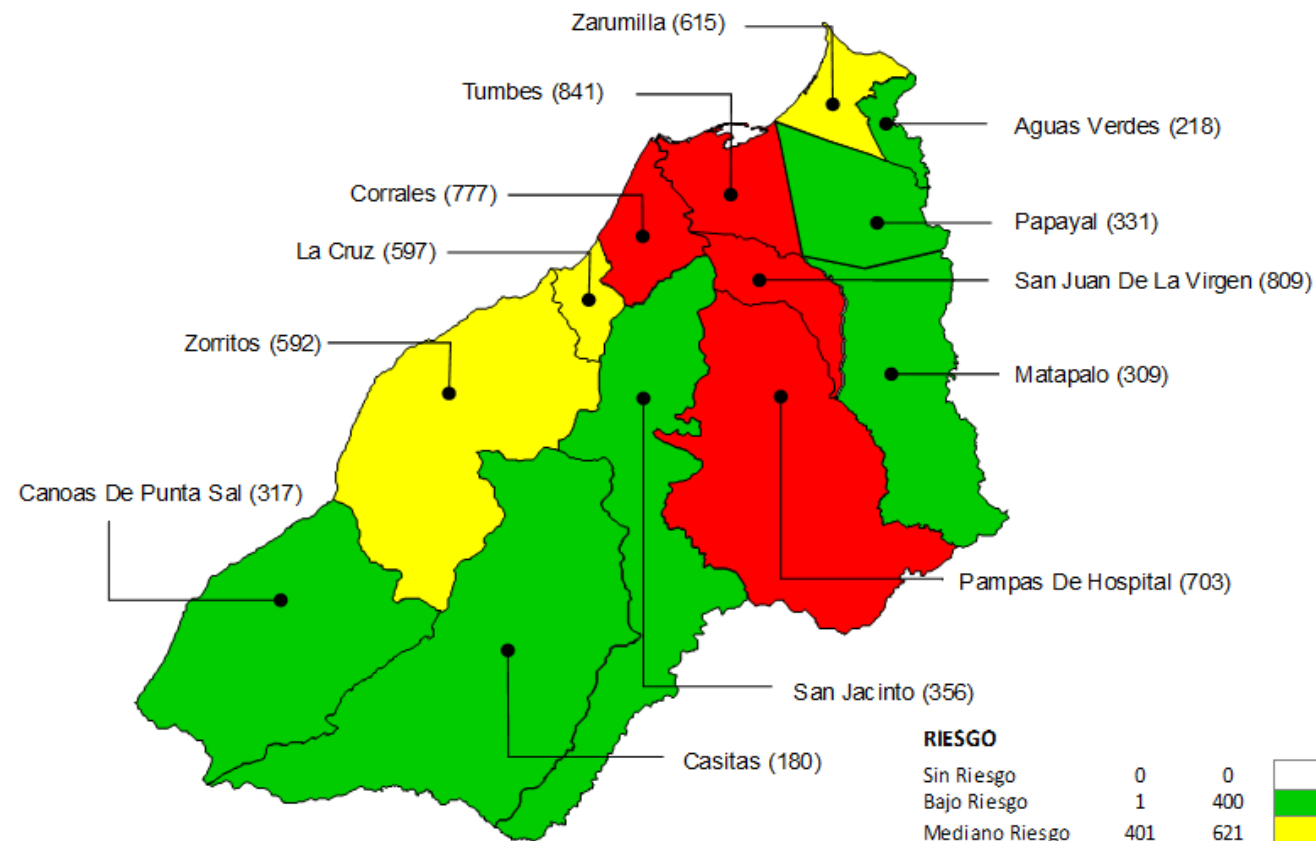 Zarumilla (615)
Tumbes (841)
Aguas Verdes (218)
Corrales (777)
Papayal (331)
La Cruz (597)
San Juan De La Virgen (809)
Zorritos (592)
Matapalo (309)
Canoas De Punta Sal (317)
Pampas De Hospital (703)
San Jacinto (356)
Casitas (180)
RIESGO
Sin Riesgo 0 0
Bajo Riesgo 1 400
Mediano Riesgo 401 621